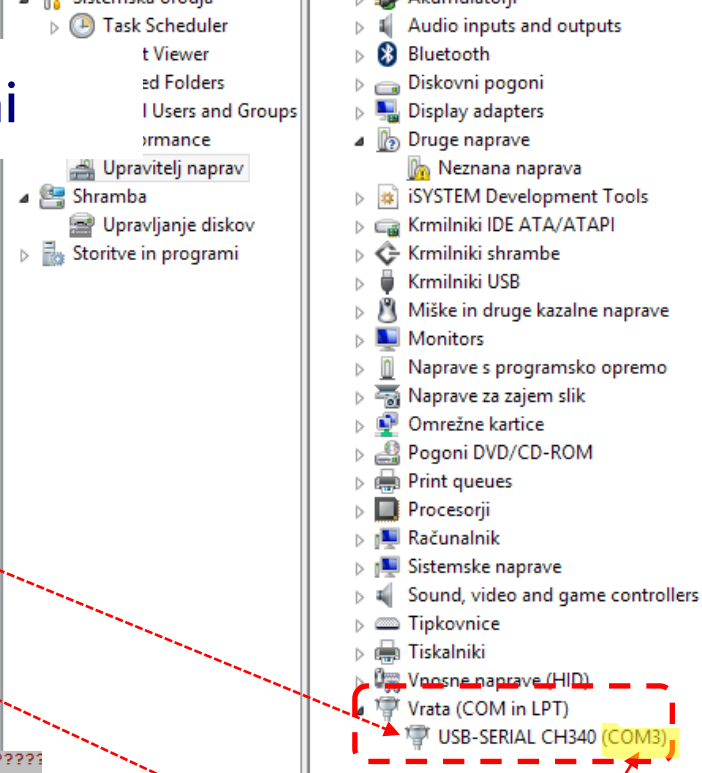 Sistemska orodja
Task Scheduler
t Viewer
ed Folders
l Users and Groups
ormance
Upravitelj naprav
Shramba
Upravljanje diskov
Storitve in programi
i
????
Akumulatorji
Audio inputs and outputs
Bluetooth
Diskovni pogoni
Display adapters
Druge naprave
Neznana naprava
iSYSTEM Development Tools
Krmilniki IDE ATA/ATAPI
Krmilniki shrambe
Krmilniki USB
Miške in druge kazalne naprave
Monitors
Naprave s programsko opremo
Naprave za zajem slik
Omrežne kartice
Pogoni DVD/CD-ROM
Print queues
Procesorji
Računalnik
Sistemske naprave
Sound, video and game controllers
Tipkovnice
Tiskalniki
Vnosne naprave (HID)
Vrata (COM in LPT)
USB-SERIAL CH340 (COM3)